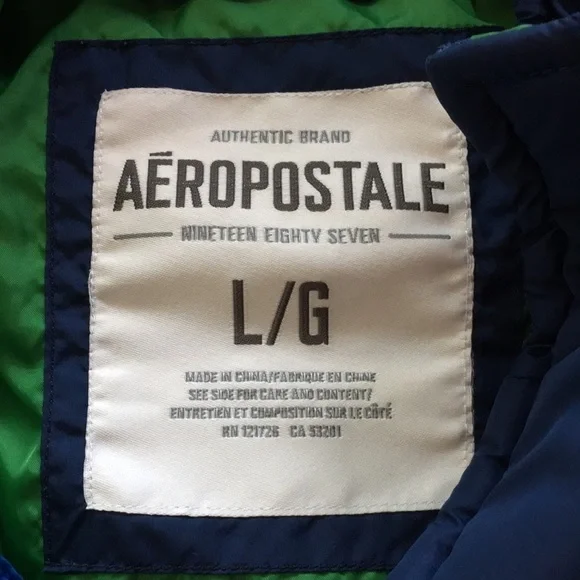 AUTHENTIC BRAND
AÉROPOSTALE
NINETEEN EIGHTY SEVEN
L/G
MADE IN CHINA/FABRIQUE EN CHINE
SEE SIDE FOR CARE AND CONTENT/
ENTRETIEN ET COMPOSITION SUR LE CÔTÉ
RN 121726 CA 53201